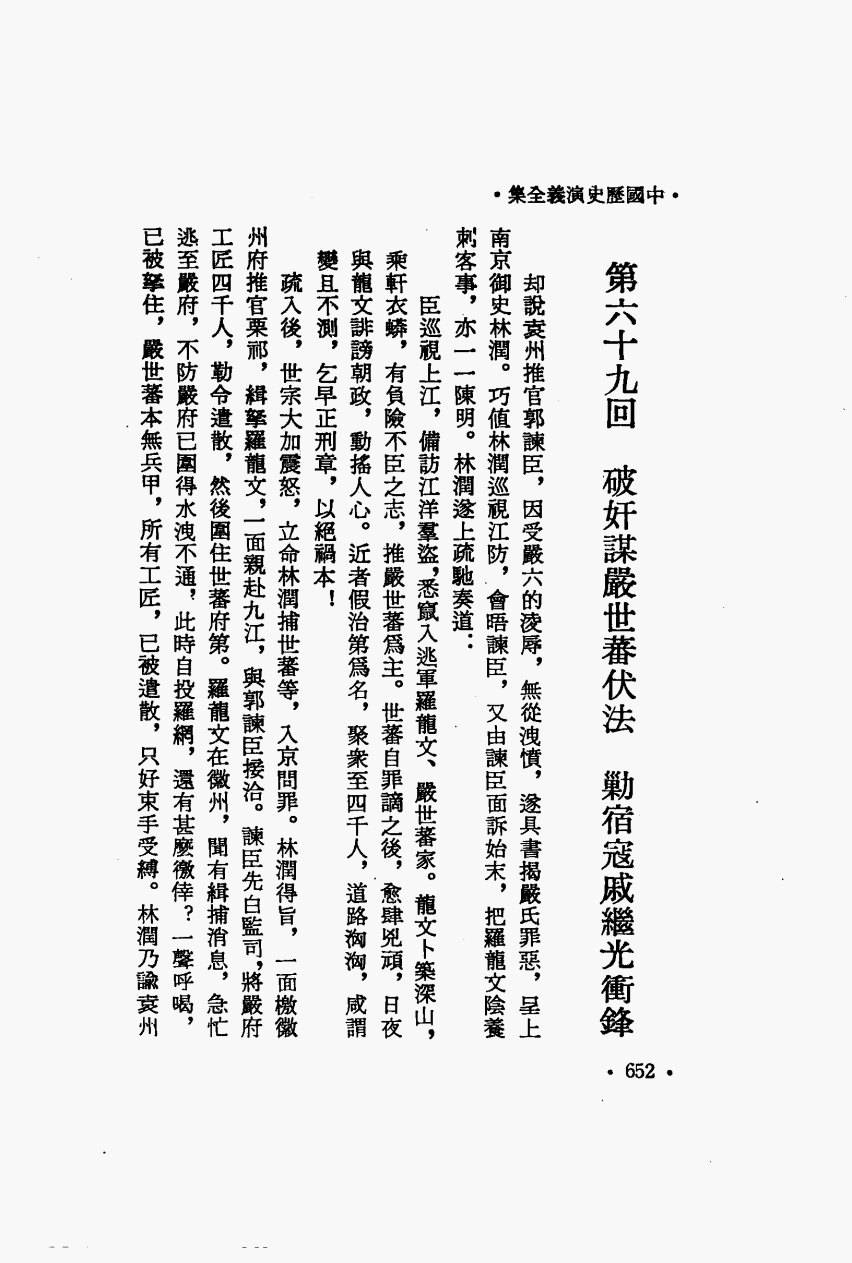 •中國歷史演義全集•
第六十九回　破奸謀嚴世蕃伏法　勦宿寇戚繼光衝鋒
却說袁州推官郭諫臣，因受嚴六的凌辱，無從洩憤，遂具書揭嚴氏罪惡，呈上
南京御史林潤。巧值林潤巡視江防，會晤諫臣，又由諫臣面訴始末，把羅龍文陰養
刺客事，亦一一陳明。林潤遂上疏馳奏道：
臣巡視上江，備訪江洋羣盜，悉竄入逃軍羅龍文、嚴世蕃家。龍文卜築深山，
乘軒衣蟒，有負險不臣之志，推嚴世蕃爲主。世蕃自罪謫之後，愈肆兇頑，日夜
與龍文誹謗朝政，動搖人心。近者假治第爲名，聚衆至四千人，道路洶洶，咸謂
變且不測，乞早正刑章，以絕禍本！
疏入後，世宗大加震怒，立命林潤捕世蕃等，入京問罪。林潤得旨，一面檄徽
州府推官栗祁，緝拏羅龍文，一面親赴九江，與郭諫臣接洽。諫臣先白監司，將嚴府
工匠四千人，勒令遣散，然後圍住世蕃府第。羅龍文在徽州，聞有緝捕消息，急忙
逃至嚴府，不防嚴府已圍得水洩不通，此時自投羅網，還有甚麼徼倖？一聲呼喝，
已被拏住，嚴世蕃本無兵甲，所有工匠，已被遣散，只好束手受縛。林潤乃諭袁州
•652•